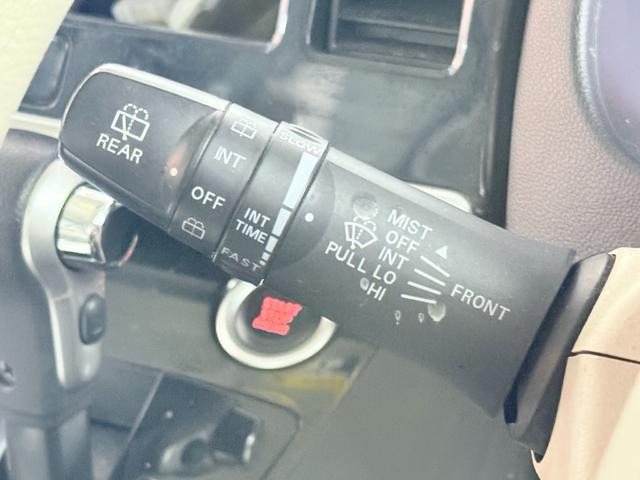 REAR
INT
OFF
SLOW
INT
TIME
FAST
MIST
OFF
INT
PULL LO
HI
FRONT